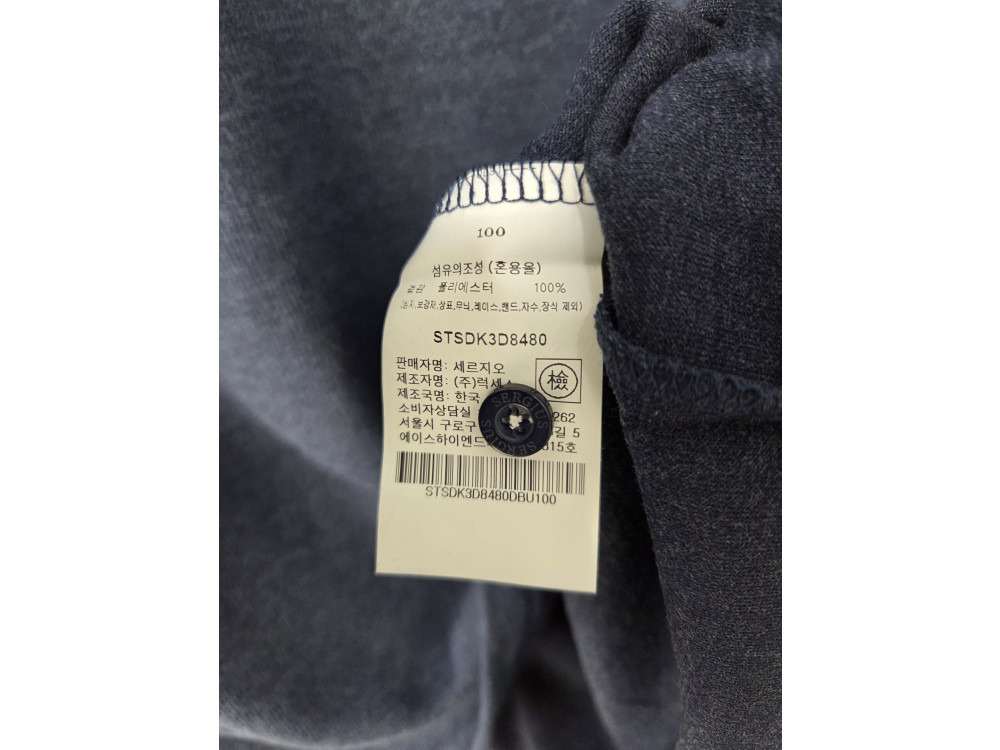 100
섬유의조성 (혼용율)
겉감 폴리에스터 100%
보강재,상표,무늬,레이스,밴드,자수,장식 제외)
STSDK3D8480
판매자명: 세르지오
제조자명: (주)럭세스
檢
제조국명: 한국
소비자상담실 262
서울시 구로구 길 5
에이스하이엔드 015호
SERGIUS
SERGIUS
STSDK3D8480DBU100